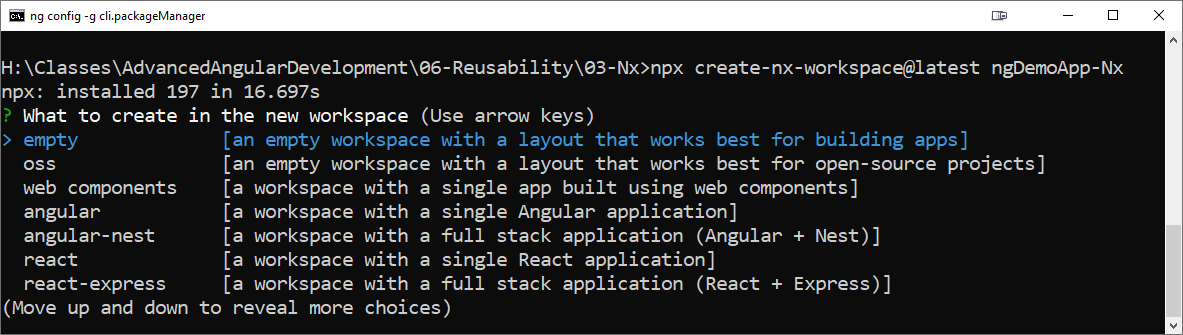 ng config -g cli.packageManager
H:\Classes\AdvancedAngularDevelopment\06-Reusability\03-Nx>npx create-nx-workspace@latest ngDemoApp-Nx
npx: installed 197 in 16.697s
? What to create in the new workspace (Use arrow keys)
> empty             [an empty workspace with a layout that works best for building apps]
  oss               [an empty workspace with a layout that works best for open-source projects]
  web components    [a workspace with a single app built using web components]
  angular           [a workspace with a single Angular application]
  angular-nest      [a workspace with a full stack application (Angular + Nest)]
  react             [a workspace with a single React application]
  react-express     [a workspace with a full stack application (React + Express)]
(Move up and down to reveal more choices)